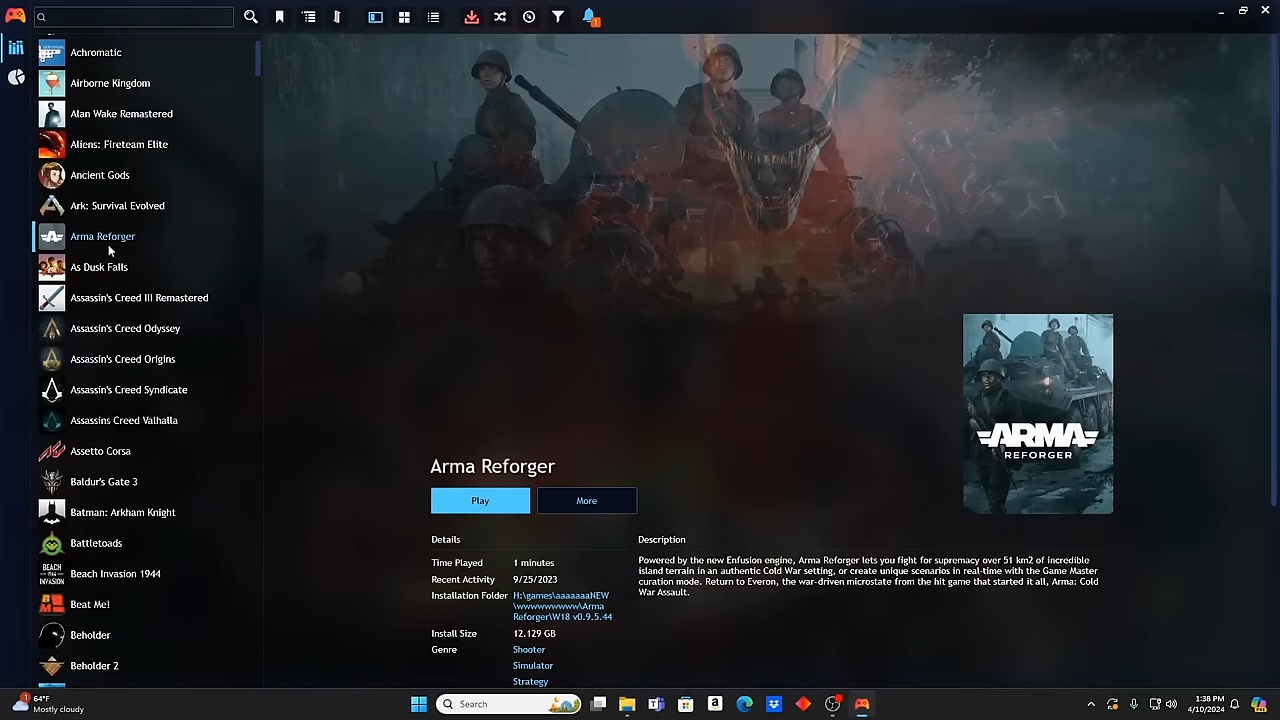 1
Achromatic
Airborne Kingdom
Alan Wake Remastered
Aliens: Fireteam Elite
Ancient Gods
Ark: Survival Evolved
Arma Reforger
As Dusk Falls
Assassin's Creed III Remastered
Assassin's Creed Odyssey
Assassin's Creed Origins
Assassin's Creed Syndicate
Assassins Creed Valhalla
Assetto Corsa
Baldur's Gate 3
Batman: Arkham Knight
Battletoads
BEACH
1944
INVASION
Beach Invasion 1944
Beat Me!
Beholder
Beholder 2
ARMA
REFORGER
Arma Reforger
Play
More
Details
Time Played
1 minutes
Recent Activity
9/25/2023
Installation Folder
H:\games\aaaaaaaNEW
\wwwwwwwww\Arma
Reforger\W18 v0.9.5.44
Install Size
12.129 GB
Genre
Shooter
Simulator
Strategy
Description
Powered by the new Enfusion engine, Arma Reforger lets you fight for supremacy over 51 km2 of incredible
island terrain in an authentic Cold War setting, or create unique scenarios in real-time with the Game Master
curation mode. Return to Everon, the war-driven microstate from the hit game that started it all, Arma: Cold
War Assault.
1
64°F
Mostly cloudy
Search
1:38 PM
4/10/2024